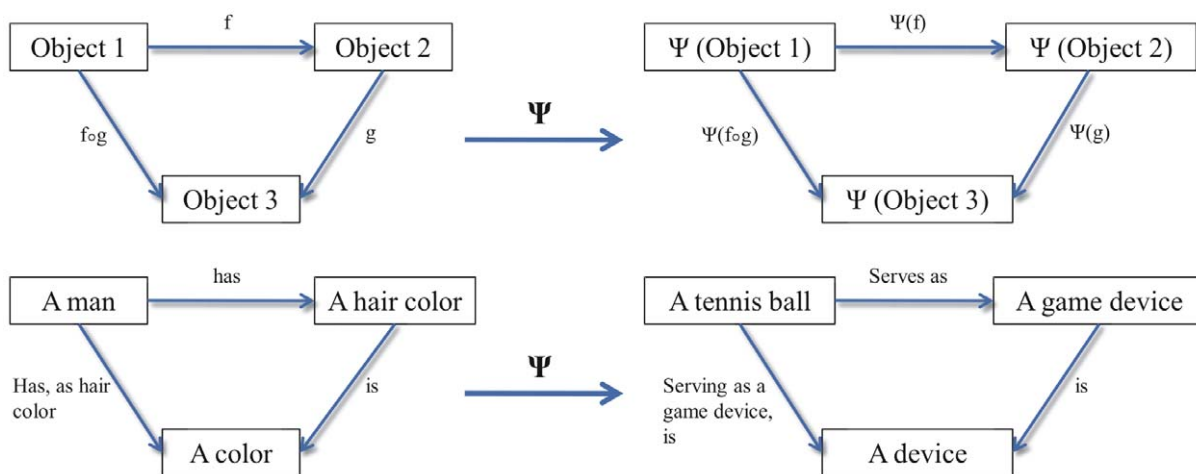 f
Object 1
Object 2
f∘g
g
Object 3
Ψ
Ψ(f)
Ψ (Object 1)
Ψ (Object 2)
Ψ(f∘g)
Ψ(g)
Ψ (Object 3)
has
A man
A hair color
Has, as hair
color
is
A color
Ψ
Serves as
A tennis ball
A game device
Serving as a
game device,
is
is
A device